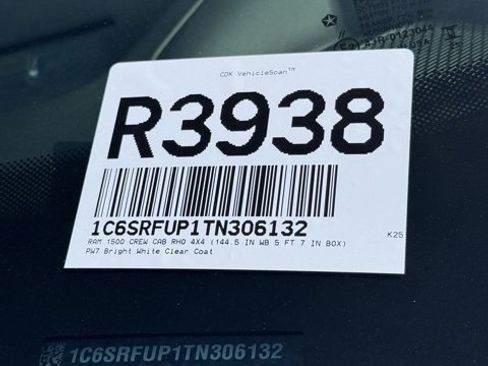 CDK VehicleScan™
R3938
1C6SRFUP1TN306132
RAM 1500 CREW CAB RHO 4X4 (144.5 IN WB 5 FT 7 IN BOX)
K25
PW7 Bright White Clear Coat
1C6SRFUP1TN306132